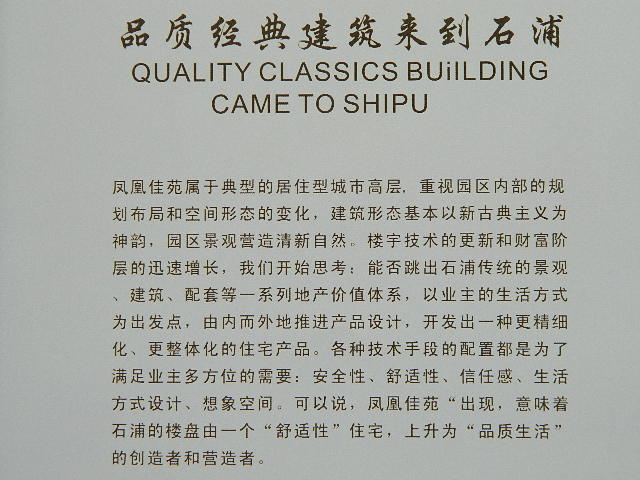 品质经典建筑来到石浦
QUALITY CLASSICS BUiILDING
CAME TO SHIPU
凤凰佳苑属于典型的居住型城市高层, 重视园区内部的规
划布局和空间形态的变化，建筑形态基本以新古典主义为
神韵，园区景观营造清新自然。楼宇技术的更新和财富阶
层的迅速增长，我们开始思考：能否跳出石浦传统的景观
、建筑、配套等一系列地产价值体系，以业主的生活方式
为出发点，由内而外地推进产品设计，开发出一种更精细
化、更整体化的住宅产品。各种技术手段的配置都是为了
满足业主多方位的需要：安全性、舒适性、信任感、生活
方式设计、想象空间。可以说，凤凰佳苑“出现，意味着
石浦的楼盘由一个“舒适性”住宅，上升为“品质生活”
的创造者和营造者。